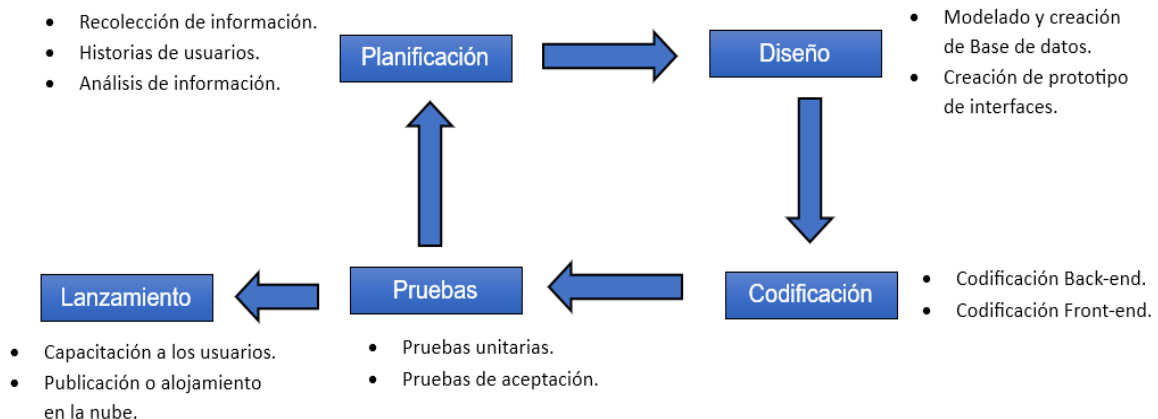 • Recolección de información.
• Historias de usuarios.
• Análisis de información.
Planificación
Diseño
• Modelado y creación
de Base de datos.
• Creación de prototipo
de interfaces.
Lanzamiento
Pruebas
Codificación
• Codificación Back-end.
• Codificación Front-end.
• Capacitación a los usuarios.
• Publicación o alojamiento
en la nube.
• Pruebas unitarias.
• Pruebas de aceptación.